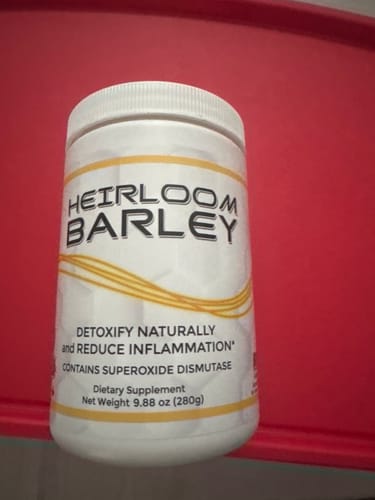 HEIRLOOM
BARLEY
DETOXIFY NATURALLY
and REDUCE INFLAMMATION*
CONTAINS SUPEROXIDE DISMUTASE
Dietary Supplement
Net Weight 9.88 oz (280g)